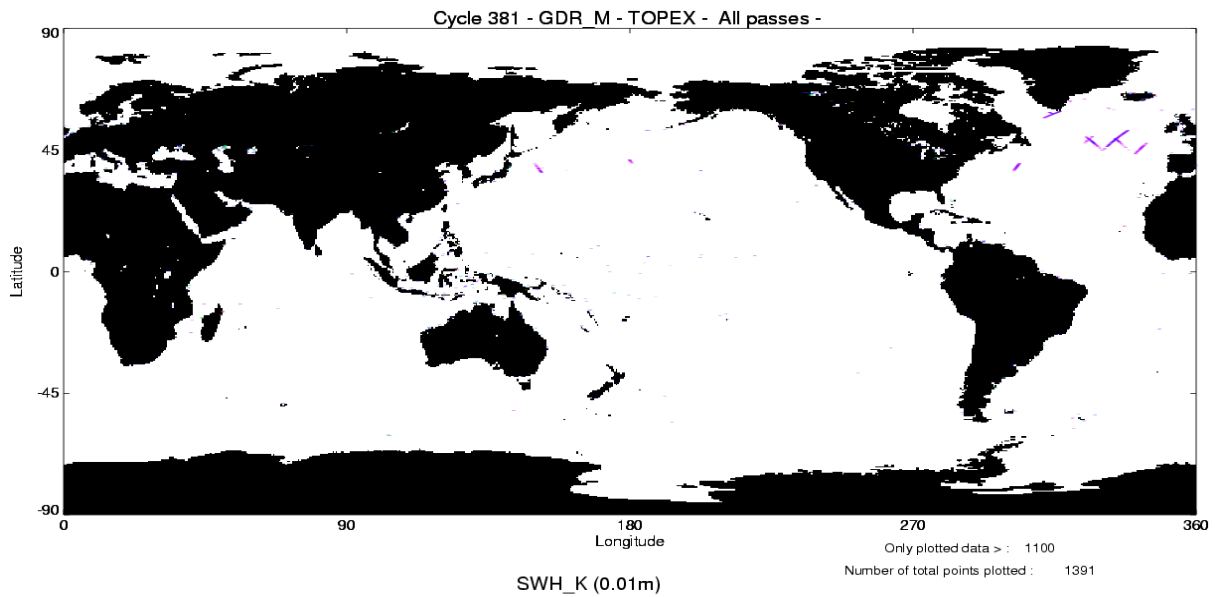 Cycle 381 - GDR_M - TOPEX - All passes -
90
45
0
-45
-90
Latitude
0 90 180 270 360
Longitude
Only plotted data > : 1100
Number of total points plotted : 1391
SWH_K (0.01m)